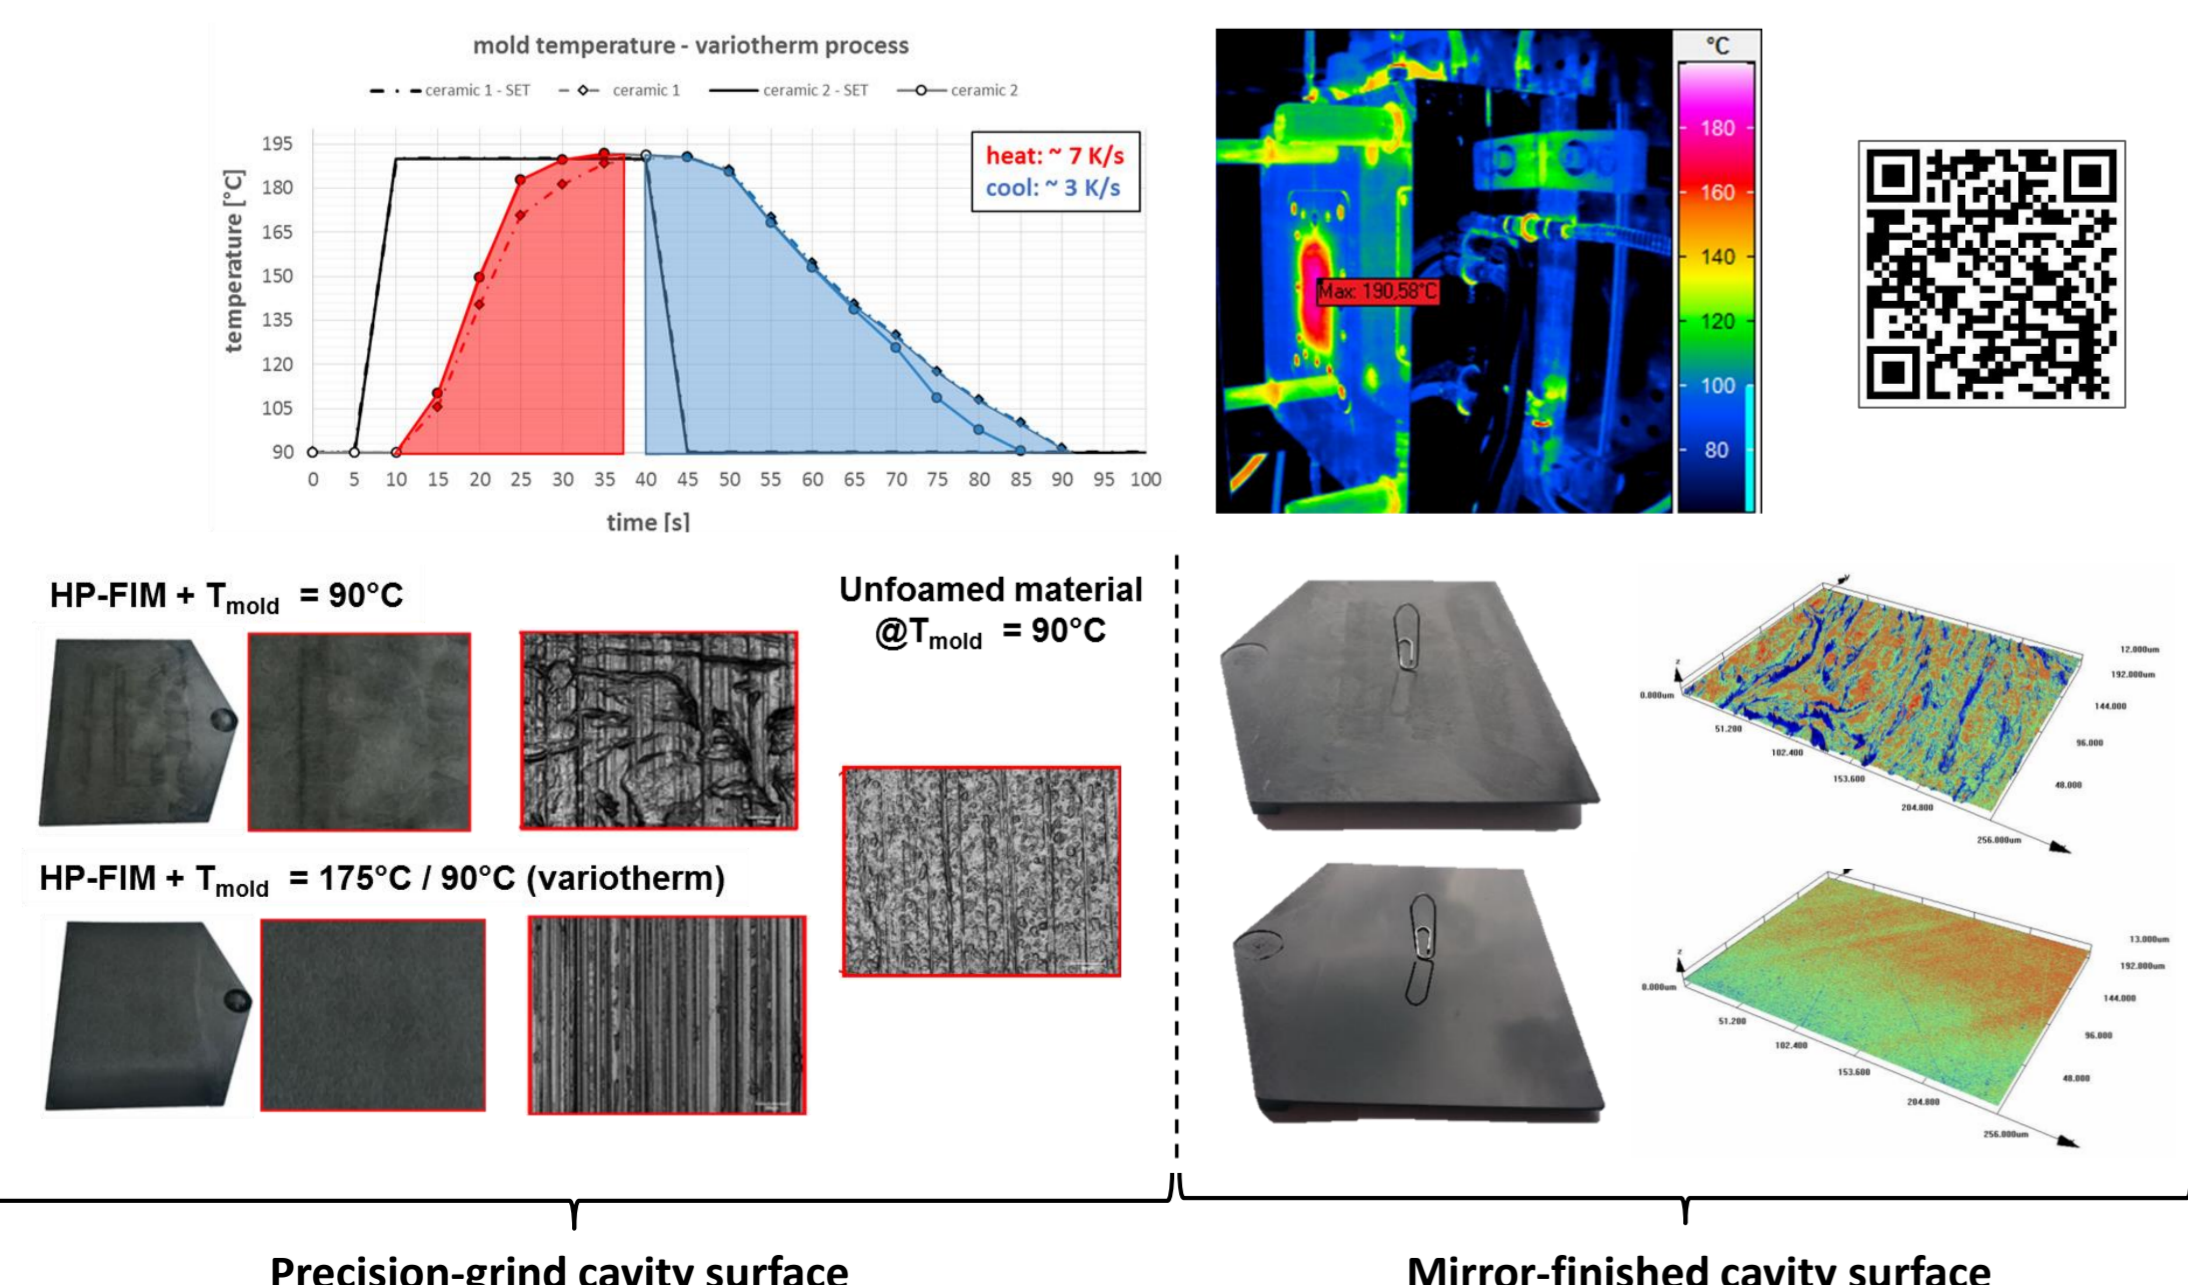 mold temperature - variotherm process
ceramic 1 - SET
ceramic 1
ceramic 2 - SET
ceramic 2
heat: ~ 7 K/s
cool: ~ 3 K/s
temperature [°C]
195
180
165
150
135
120
105
90
0 5 10 15 20 25 30 35 40 45 50 55 60 65 70 75 80 85 90 95 100
time [s]
°C
180
160
140
120
100
80
Max: 190,58°C
HP-FIM + Tmold = 90°C
Unfoamed material
@Tmold = 90°C
HP-FIM + Tmold = 175°C / 90°C (variotherm)
z
0.000um
51.200
102.400
153.600
204.800
256.000um
12.000um
192.000um
144.000
96.000
48.000
z
0.000um
51.200
102.400
153.600
204.800
256.000um
13.000um
192.000um
144.000
96.000
48.000
Precision-grind cavity surface
Mirror-finished cavity surface